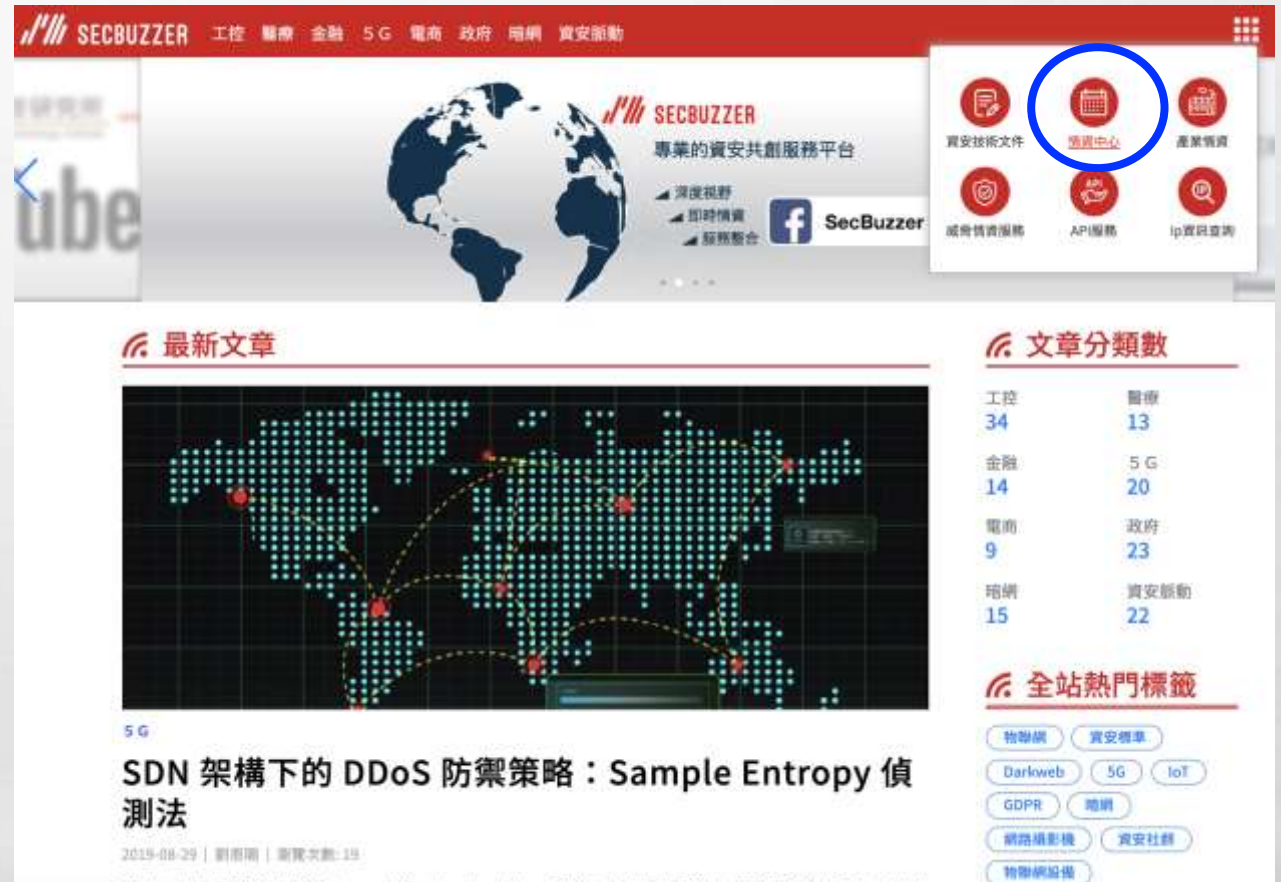 SECBUZZER 工控 醫療 金融 5G 電商 政府 暗網 資安脈動
ube
SECBUZZER
專業的資安共創服務平台
深度視野
即時情資
服務整合
SecBuzzer
資安技術文件 情資中心 產業情資
威脅情資服務 API服務 Ip資訊查詢
最新文章
5G
SDN 架構下的 DDoS 防禦策略：Sample Entropy 偵
測法
2019-08-29 | 瀏覽次數: 19
文章分類數
工控 醫療
34 13
金融 5G
14 20
電商 政府
9 23
暗網 資安脈動
15 22
全站熱門標籤
物聯網 資安標準
Darkweb 5G IoT
GDPR 暗網
網路攝影機 資安社群
物聯網設備